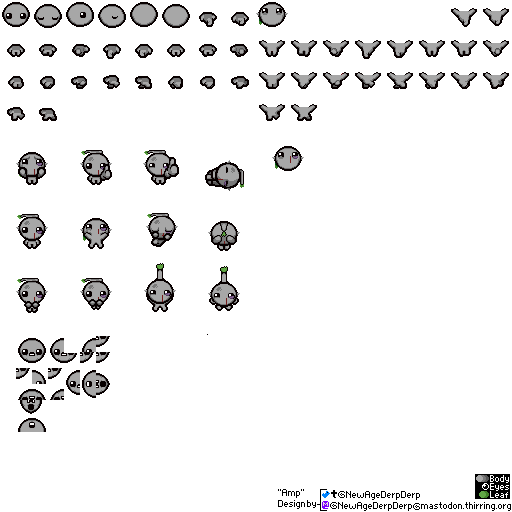 Body
Eyes
Leaf
"Amp"
Design by-
t@NewAgeDerpDerp
@NewAgeDerpDerp@mastodon.thirring.org